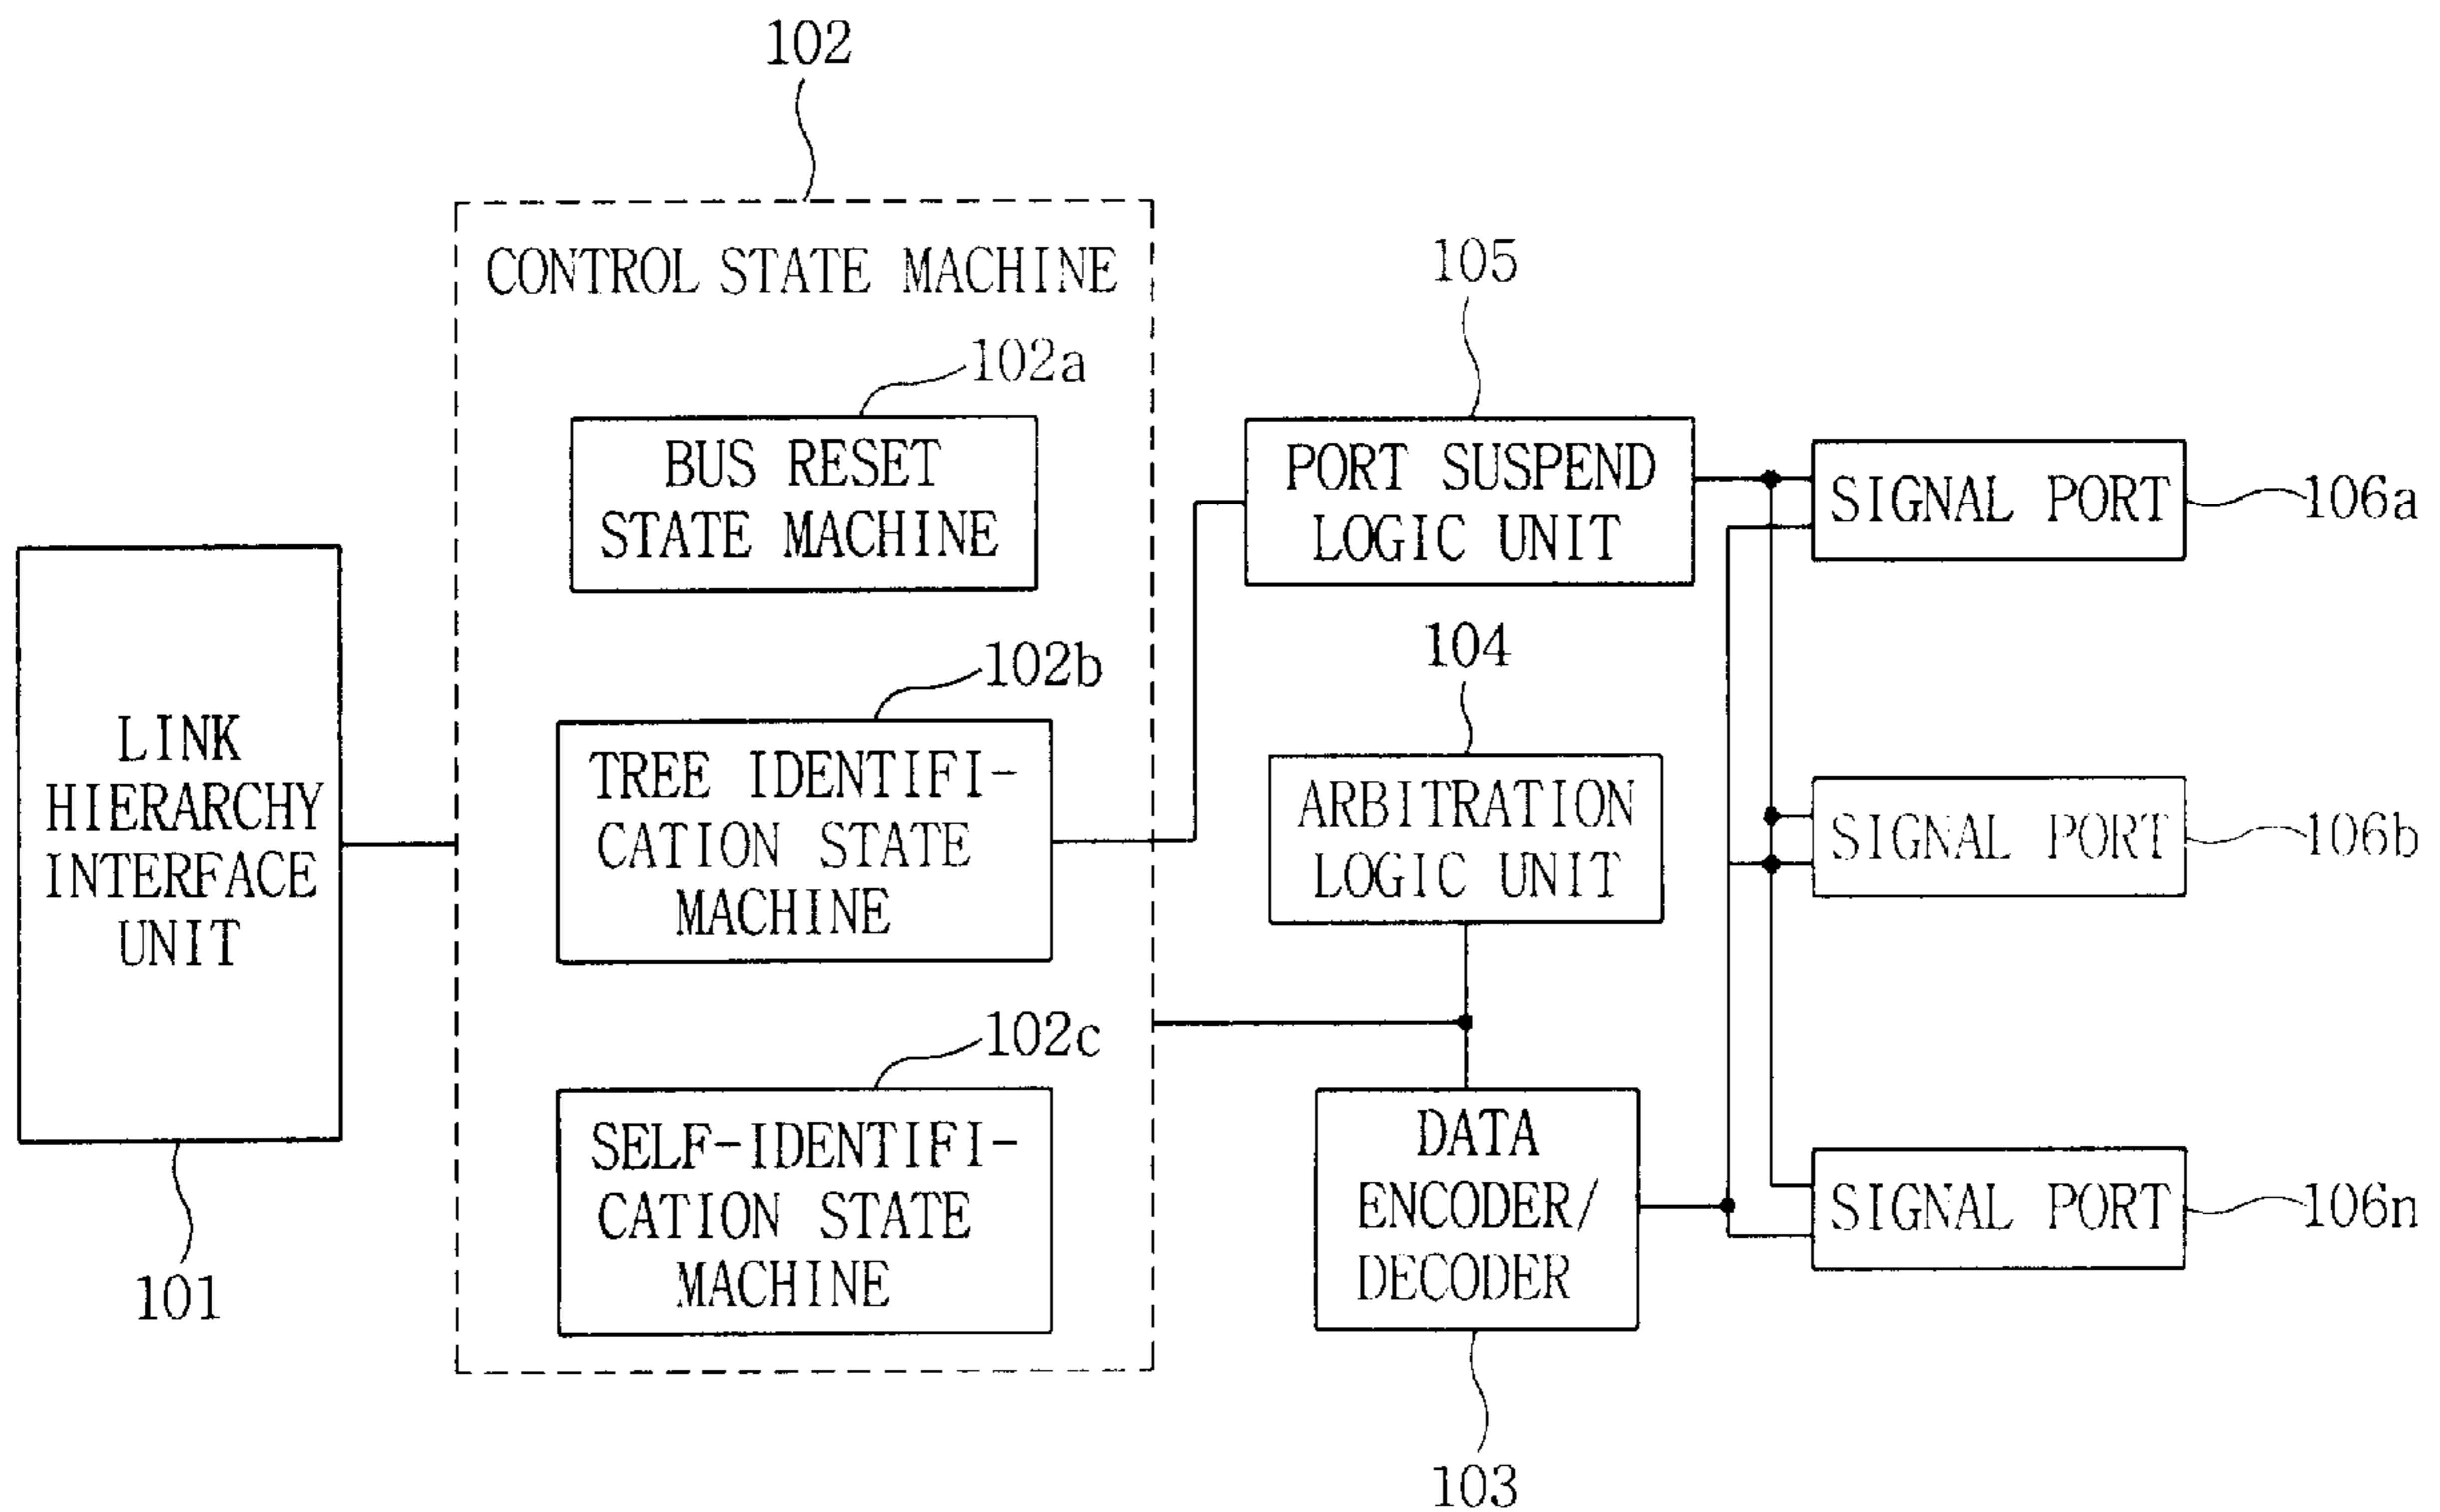 102
CONTROL STATE MACHINE
102a
BUS RESET
STATE MACHINE
102b
TREE IDENTIFI-
CATION STATE
MACHINE
102c
SELF-IDENTIFI-
CATION STATE
MACHINE
LINK
HIERARCHY
INTERFACE
UNIT
101
105
PORT SUSPEND
LOGIC UNIT
104
ARBITRATION
LOGIC UNIT
DATA
ENCODER/
DECODER
103
SIGNAL PORT
106a
SIGNAL PORT
106b
SIGNAL PORT
106n